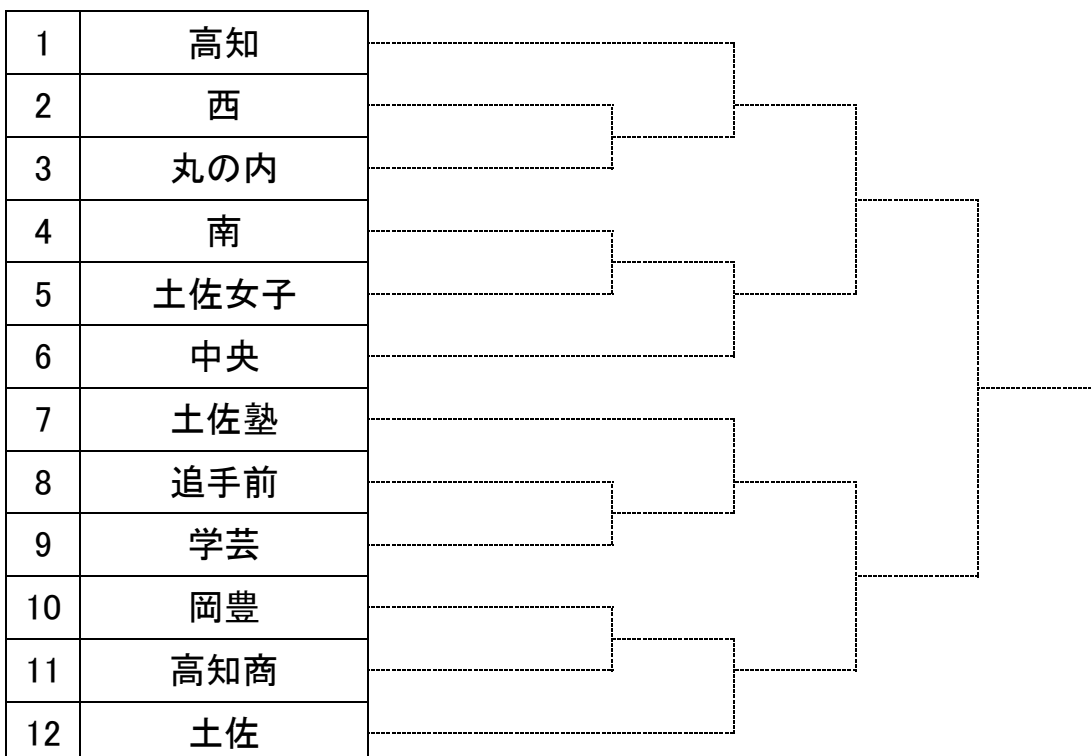 1 高知
2 西
3 丸の内
4 南
5 土佐女子
6 中央
7 土佐塾
8 追手前
9 学芸
10 岡豊
11 高知商
12 土佐